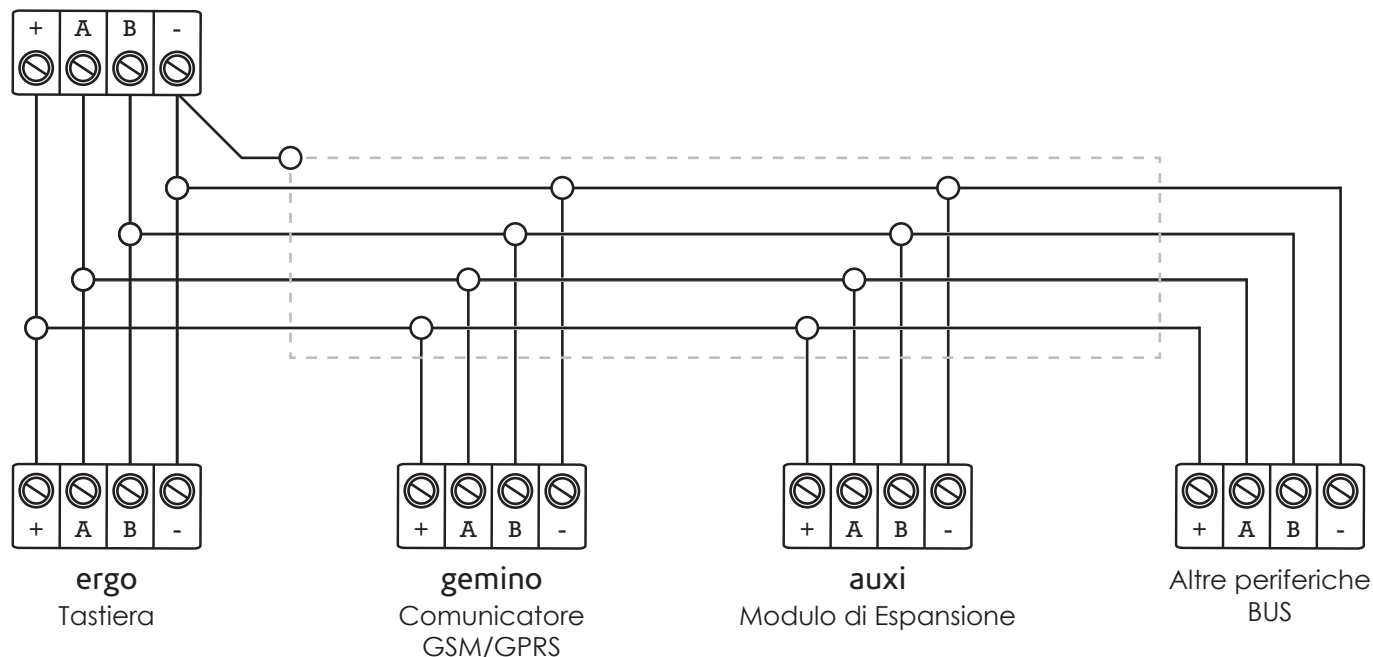 + A B -
+ A B -
+ A B -
+ A B -
+ A B -
ergo
Tastiera
gemino
Comunicatore
GSM/GPRS
auxi
Modulo di Espansione
Altre periferiche
BUS